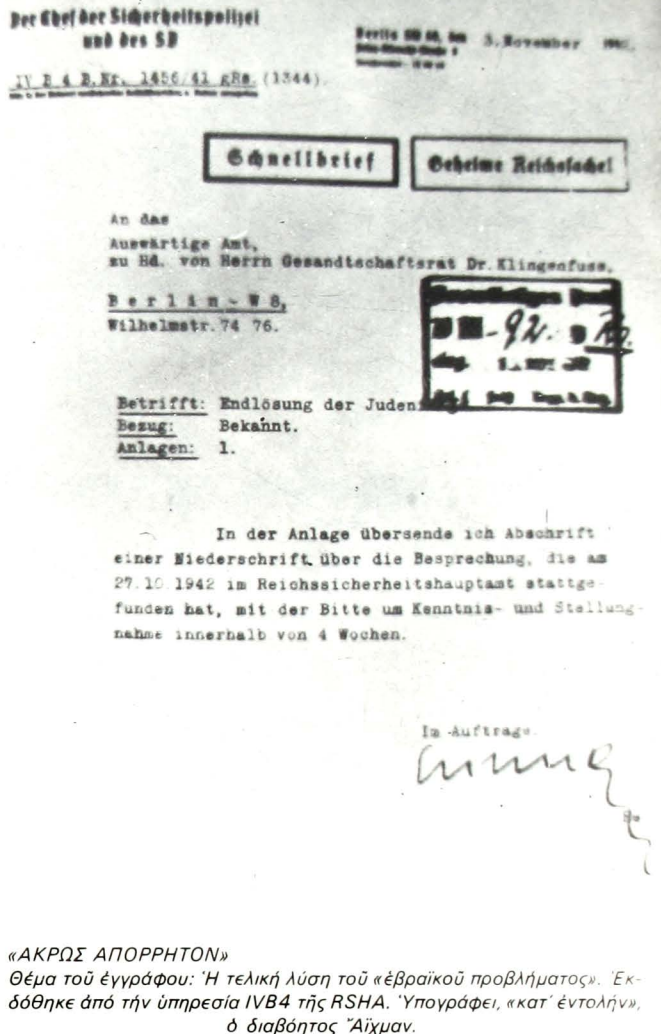 Der Chef der Sicherheitspolizei
und des SD
Berlin SW den 3. November
IV B 4 B.Nr. 1456/41 gRs. (1344)
Schnellbrief
Geheime Reichssache!
An das
Auswärtige Amt,
zu Hd. von Herrn Gesandtschaftsrat Dr. Klingenfuss,
Berlin-W 8,
Wilhelmstr. 74 76.
-92.
Betrifft: Endlösung der
Bezug: Bekannt.
Anlagen: 1.
In der Anlage übersende ich Abschrift
einer Niederschrift über die Besprechung, die am
27.10.1942 im Reichssicherheitshauptamt stattge-
funden hat, mit der Bitte um Kenntnis- und Stellung-
nahme innerhalb von 4 Wochen.
Im Auftrage
«ΑΚΡΩΣ ΑΠΟΡΡΗΤΟΝ»
Θέμα τοῦ ἐγγράφου: Ἡ τελική λύση τοῦ «ἑβραϊκοῦ προβλήματος». Ἐκ-
δόθηκε ἀπό τήν ὑπηρεσία IVB4 τῆς RSHA. Ὑπογράφει, «κατ᾽ ἐντολήν»,
ὁ διαβόητος Ἄϊχμαν.